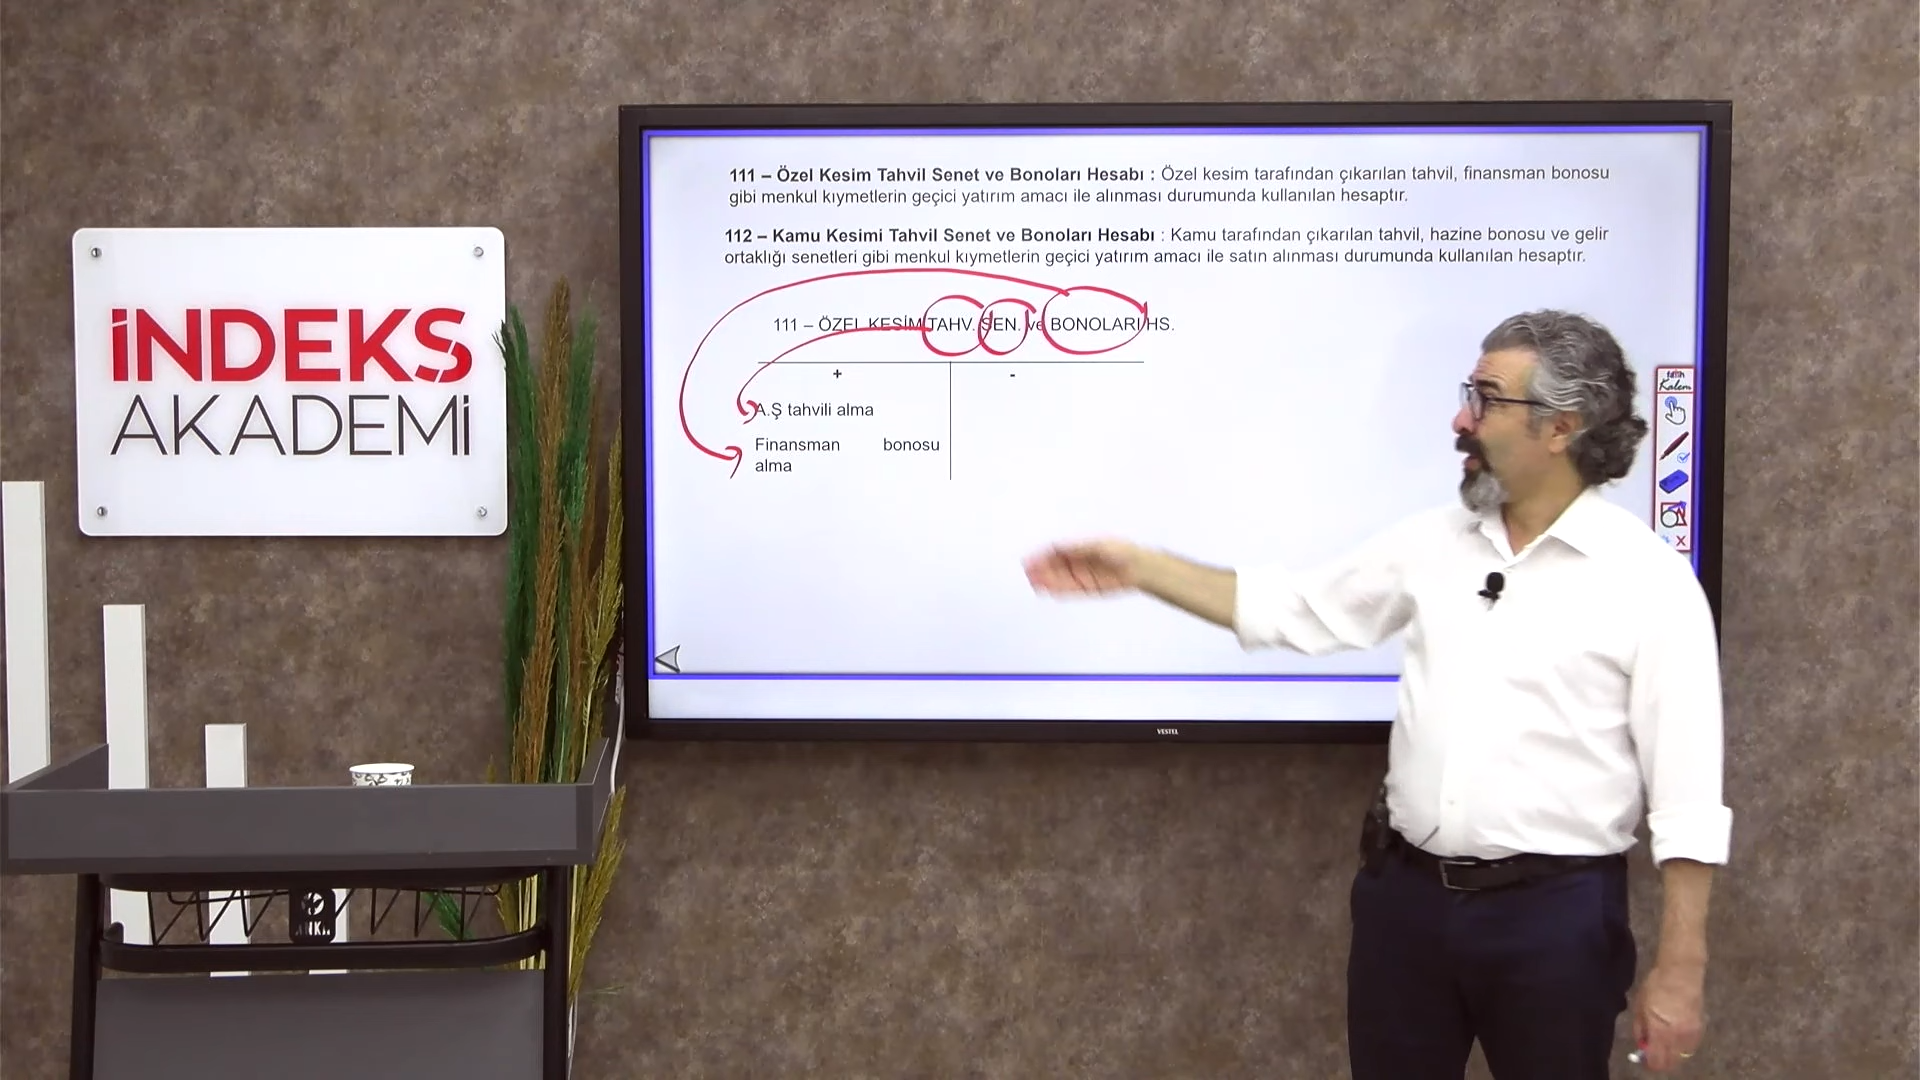 İNDEKS
AKADEMİ
111 – Özel Kesim Tahvil Senet ve Bonoları Hesabı : Özel kesim tarafından çıkarılan tahvil, finansman bonosu
gibi menkul kıymetlerin geçici yatırım amacı ile alınması durumunda kullanılan hesaptır.
112 – Kamu Kesimi Tahvil Senet ve Bonoları Hesabı : Kamu tarafından çıkarılan tahvil, hazine bonosu ve gelir
ortaklığı senetleri gibi menkul kıymetlerin geçici yatırım amacı ile satın alınması durumunda kullanılan hesaptır.
111 – ÖZEL KESİM TAHV. SEN. ve BONOLARI HS.
+ -
A.Ş tahvili alma
Finansman bonosu
alma
fatih
Kalem
X
VESTEL